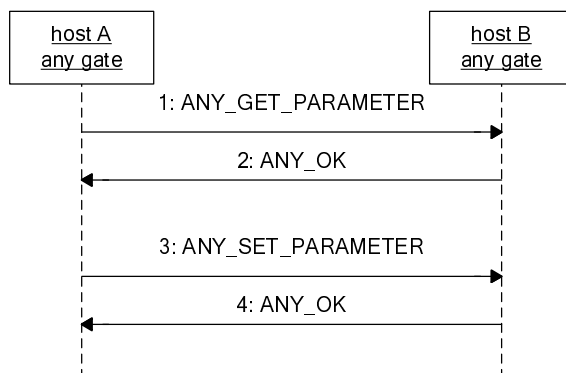 host A
any gate
host B
any gate
1: ANY_GET_PARAMETER
2: ANY_OK
3: ANY_SET_PARAMETER
4: ANY_OK